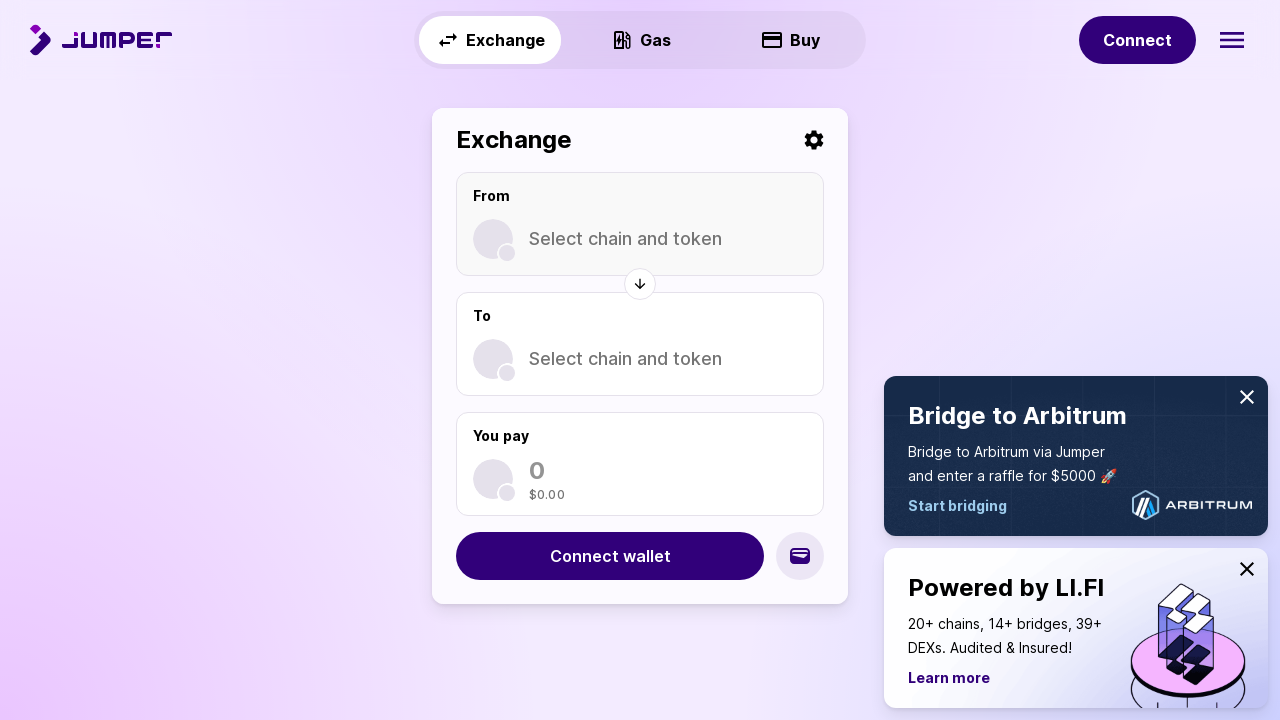 JUMPER
Exchange
Gas
Buy
Connect
Exchange
From
Select chain and token
To
Select chain and token
You pay
0
$0.00
Connect wallet
Bridge to Arbitrum
Bridge to Arbitrum via Jumper
and enter a raffle for $5000 🚀
Start bridging
ARBITRUM
Powered by LI.FI
20+ chains, 14+ bridges, 39+
DEXs. Audited & Insured!
Learn more